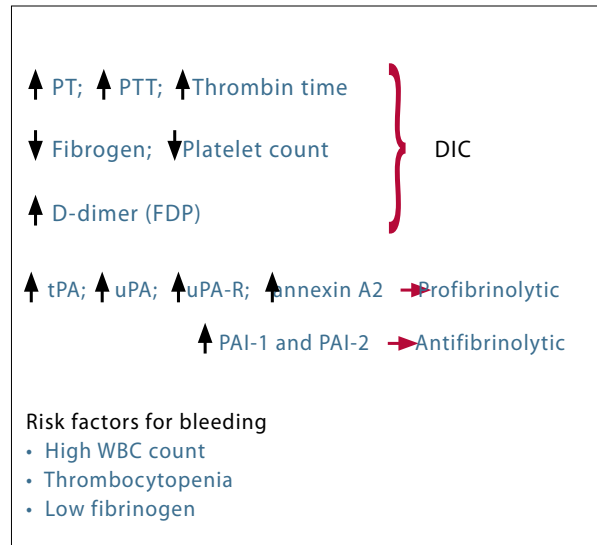 PT; PTT; Thrombin time
Fibrogen; Platelet count
DIC
D-dimer (FDP)
tPA; uPA; uPA-R; annexin A2 Profibrinolytic
PAI-1 and PAI-2 Antifibrinolytic
Risk factors for bleeding
• High WBC count
• Thrombocytopenia
• Low fibrinogen